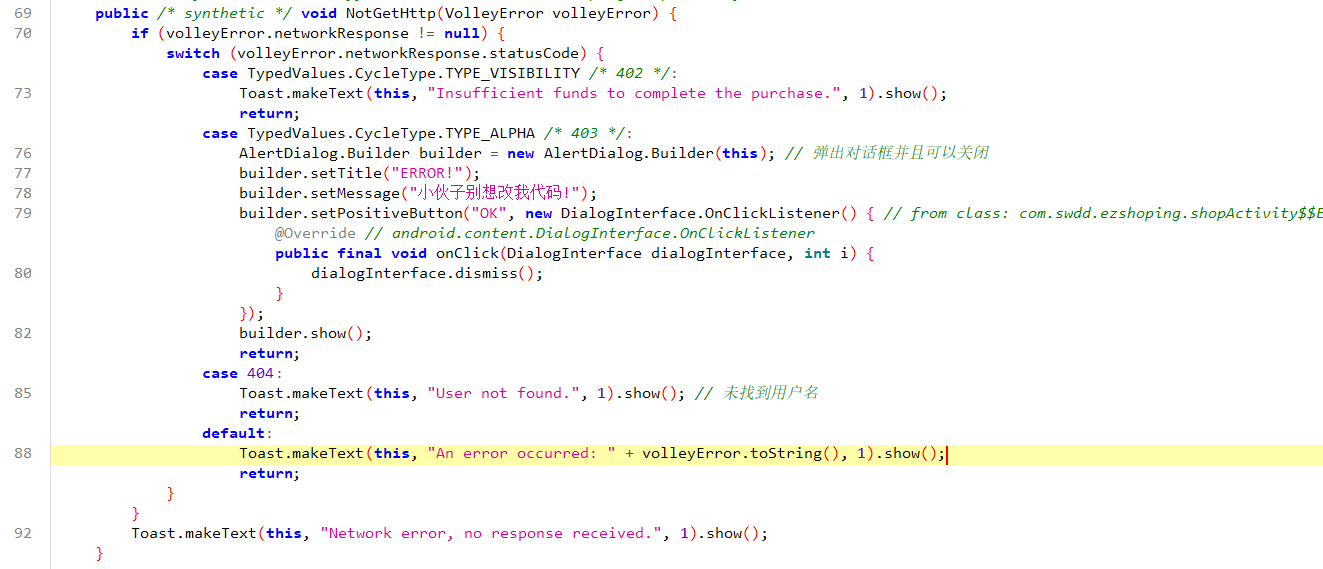 69 public /* synthetic */ void NotGetHttp(VolleyError volleyError) {
70 if (volleyError.networkResponse != null) {
switch (volleyError.networkResponse.statusCode) {
case TypedValues.CycleType.TYPE_VISIBILITY /* 402 */:
73 Toast.makeText(this, "Insufficient funds to complete the purchase.", 1).show();
return;
case TypedValues.CycleType.TYPE_ALPHA /* 403 */:
76 AlertDialog.Builder builder = new AlertDialog.Builder(this); // 弹出对话框并且可以关闭
77 builder.setTitle("ERROR!");
78 builder.setMessage("小伙子别想改我代码!");
79 builder.setPositiveButton("OK", new DialogInterface.OnClickListener() { // from class: com.swdd.ezshoping.shopActivity$$E
@Override // android.content.DialogInterface.OnClickListener
public final void onClick(DialogInterface dialogInterface, int i) {
80 dialogInterface.dismiss();
}
});
82 builder.show();
return;
case 404:
85 Toast.makeText(this, "User not found.", 1).show(); // 未找到用户名
return;
default:
88 Toast.makeText(this, "An error occurred: " + volleyError.toString(), 1).show();
return;
}
}
92 Toast.makeText(this, "Network error, no response received.", 1).show();
}